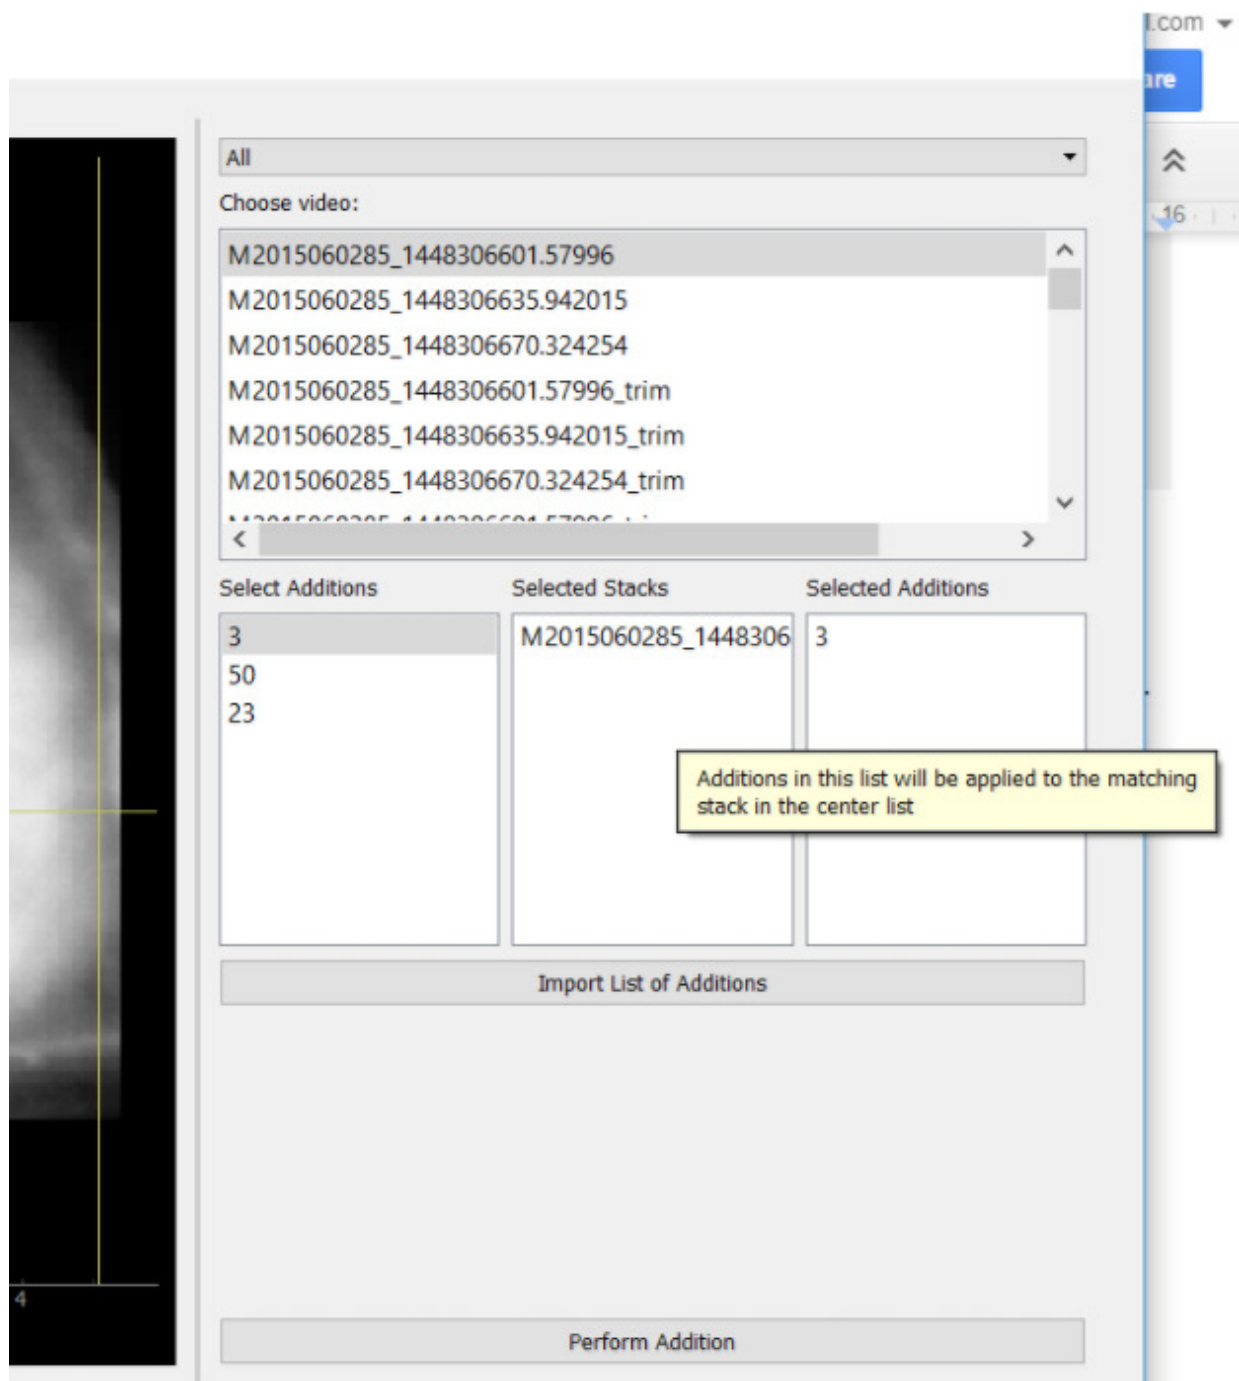 l.com
are
All
16
Choose video:
M2015060285_1448306601.57996
M2015060285_1448306635.942015
M2015060285_1448306670.324254
M2015060285_1448306601.57996_trim
M2015060285_1448306635.942015_trim
M2015060285_1448306670.324254_trim
Select Additions
Selected Stacks
Selected Additions
3
50
23
M2015060285_1448306
3
Additions in this list will be applied to the matching
stack in the center list
Import List of Additions
4
Perform Addition